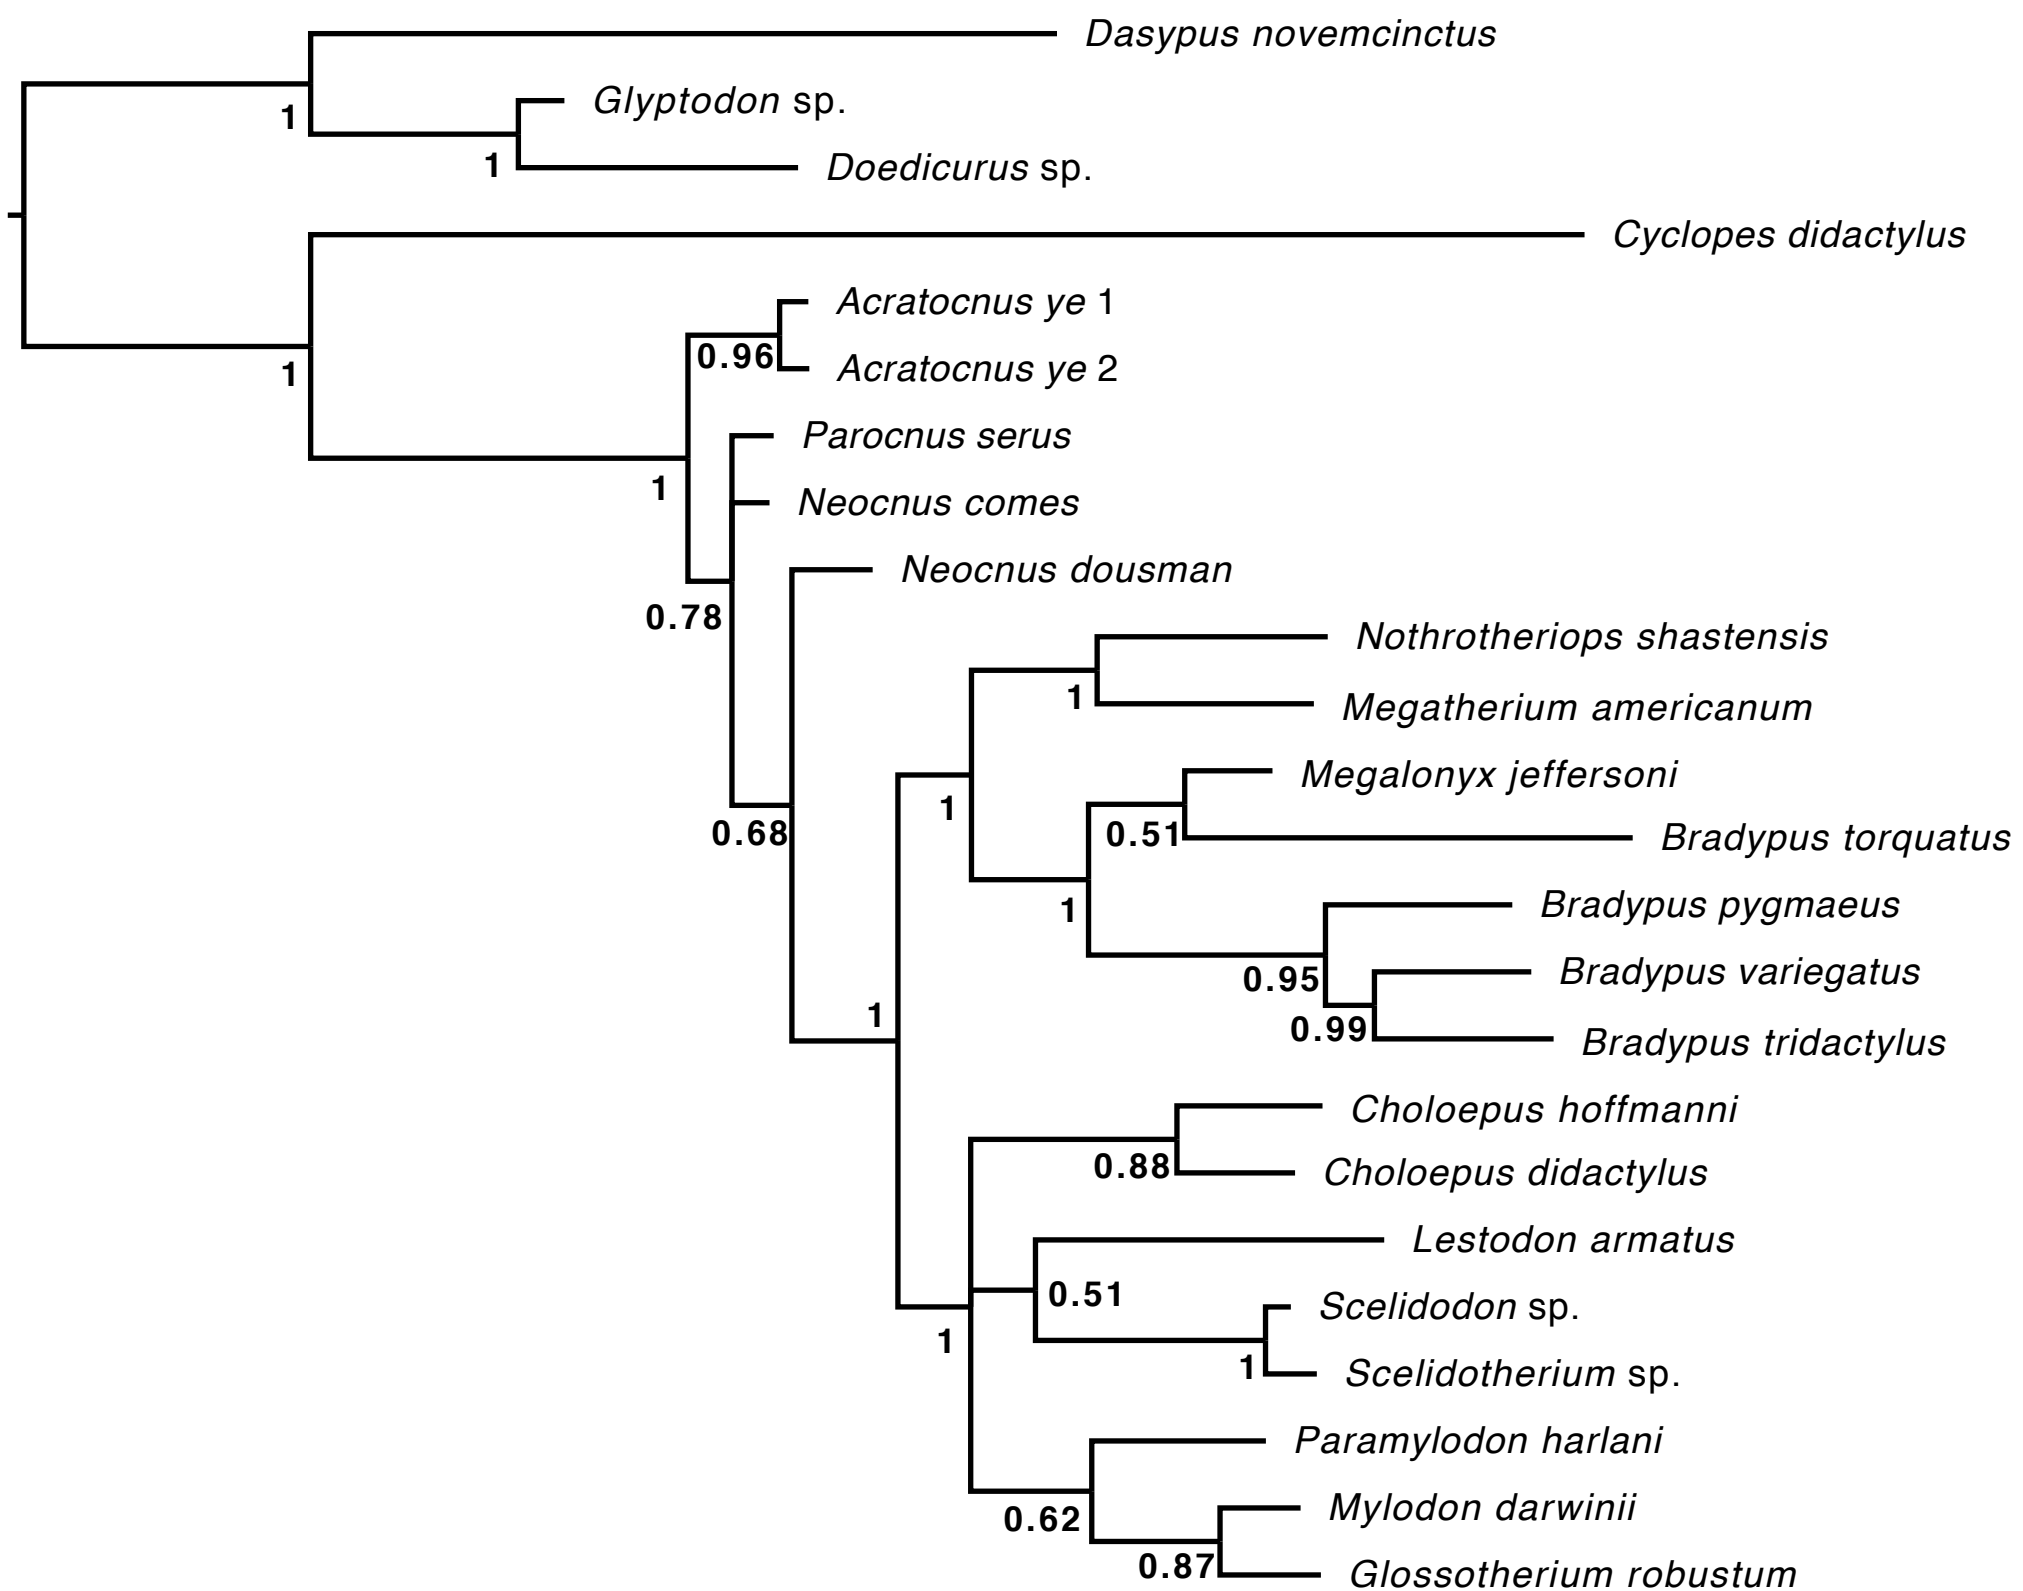 Dasypus novemcinctus
Glyptodon sp.
1
1
Doedicurus sp.
Cyclopes didactylus
Acratocnus ye 1
0.96
Acratocnus ye 2
1
Parocnus serus
1
Neocnus comes
Neocnus dousman
0.78
Nothrotheriops shastensis
1
Megatherium americanum
Megalonyx jeffersoni
1
0.68
0.51
Bradypus torquatus
1
Bradypus pygmaeus
0.95
Bradypus variegatus
1
0.99
Bradypus tridactylus
Choloepus hoffmanni
0.88
Choloepus didactylus
Lestodon armatus
0.51
Scelidodon sp.
1
1
Scelidotherium sp.
Paramylodon harlani
0.62
Mylodon darwinii
0.87
Glossotherium robustum